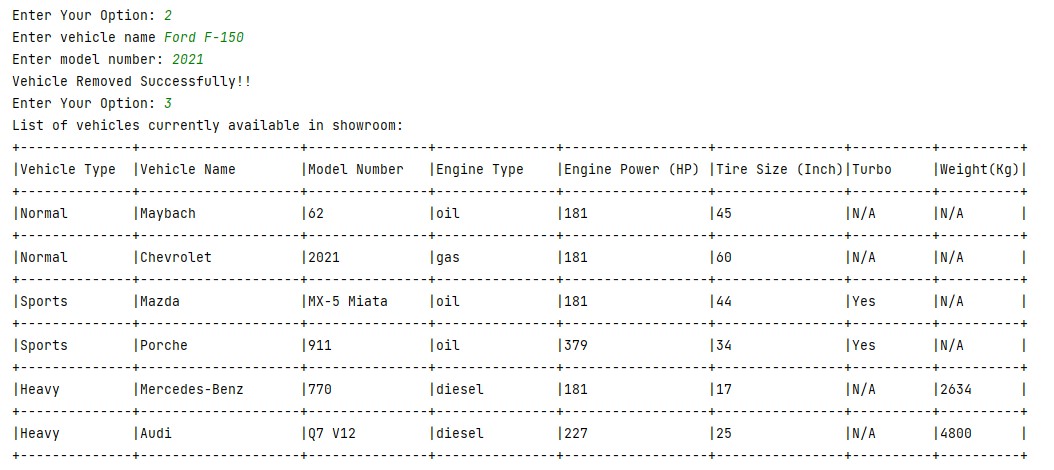 Enter Your Option: 2
Enter vehicle name Ford F-150
Enter model number: 2021
Vehicle Removed Successfully!!
Enter Your Option: 3
List of vehicles currently available in showroom:
+--------------+--------------------+---------------+---------------+------------------+----------------+----------+----------+
|Vehicle Type  |Vehicle Name        |Model Number   |Engine Type    |Engine Power (HP) |Tire Size (Inch)|Turbo     |Weight(Kg)|
+--------------+--------------------+---------------+---------------+------------------+----------------+----------+----------+
|Normal        |Maybach             |62             |oil            |181               |45              |N/A       |N/A       |
+--------------+--------------------+---------------+---------------+------------------+----------------+----------+----------+
|Normal        |Chevrolet           |2021           |gas            |181               |60              |N/A       |N/A       |
+--------------+--------------------+---------------+---------------+------------------+----------------+----------+----------+
|Sports        |Mazda               |MX-5 Miata     |oil            |181               |44              |Yes       |N/A       |
+--------------+--------------------+---------------+---------------+------------------+----------------+----------+----------+
|Sports        |Porche              |911            |oil            |379               |34              |Yes       |N/A       |
+--------------+--------------------+---------------+---------------+------------------+----------------+----------+----------+
|Heavy         |Mercedes-Benz       |770            |diesel         |181               |17              |N/A       |2634      |
+--------------+--------------------+---------------+---------------+------------------+----------------+----------+----------+
|Heavy         |Audi                |Q7 V12         |diesel         |227               |25              |N/A       |4800      |
+--------------+--------------------+---------------+---------------+------------------+----------------+----------+----------+